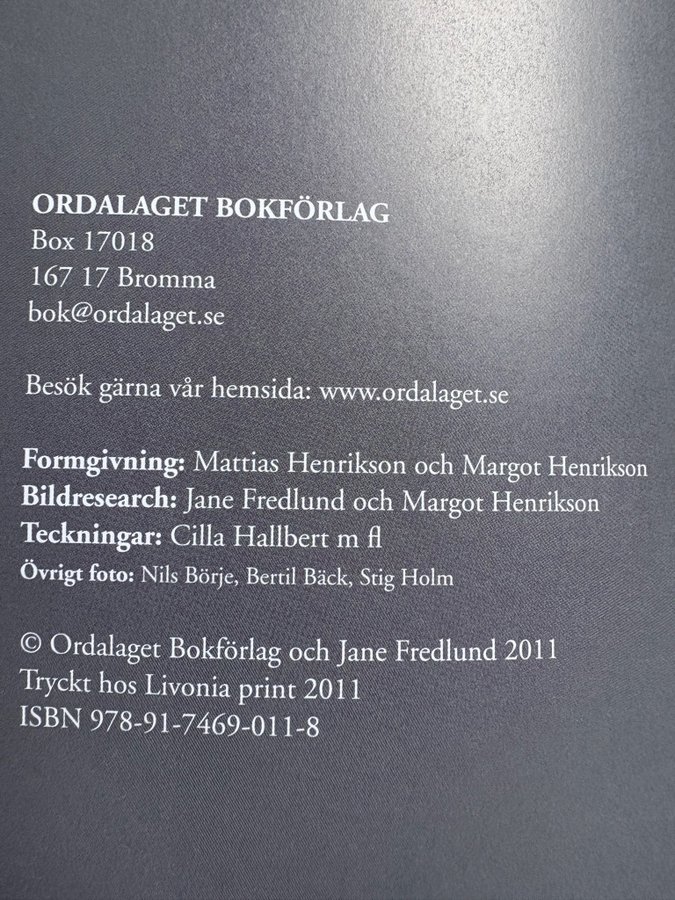 ORDALAGET BOKFÖRLAG
Box 17018
167 17 Bromma
bok@ordalaget.se
Besök gärna vår hemsida: www.ordalaget.se
Formgivning: Mattias Henrikson och Margot Henrikson
Bildresearch: Jane Fredlund och Margot Henrikson
Teckningar: Cilla Hallbert m fl
Övrigt foto: Nils Börje, Bertil Bäck, Stig Holm
© Ordalaget Bokförlag och Jane Fredlund 2011
Tryckt hos Livonia print 2011
ISBN 978-91-7469-011-8